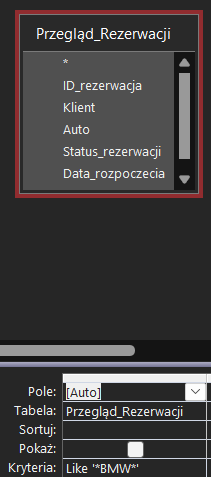 Przegląd_Rezerwacji
*
ID_rezerwacja
Klient
Auto
Status_rezerwacji
Data_rozpoczecia
Pole: [Auto]
Tabela: Przegląd_Rezerwacji
Sortuj:
Pokaż:
Kryteria: Like '*BMW*'